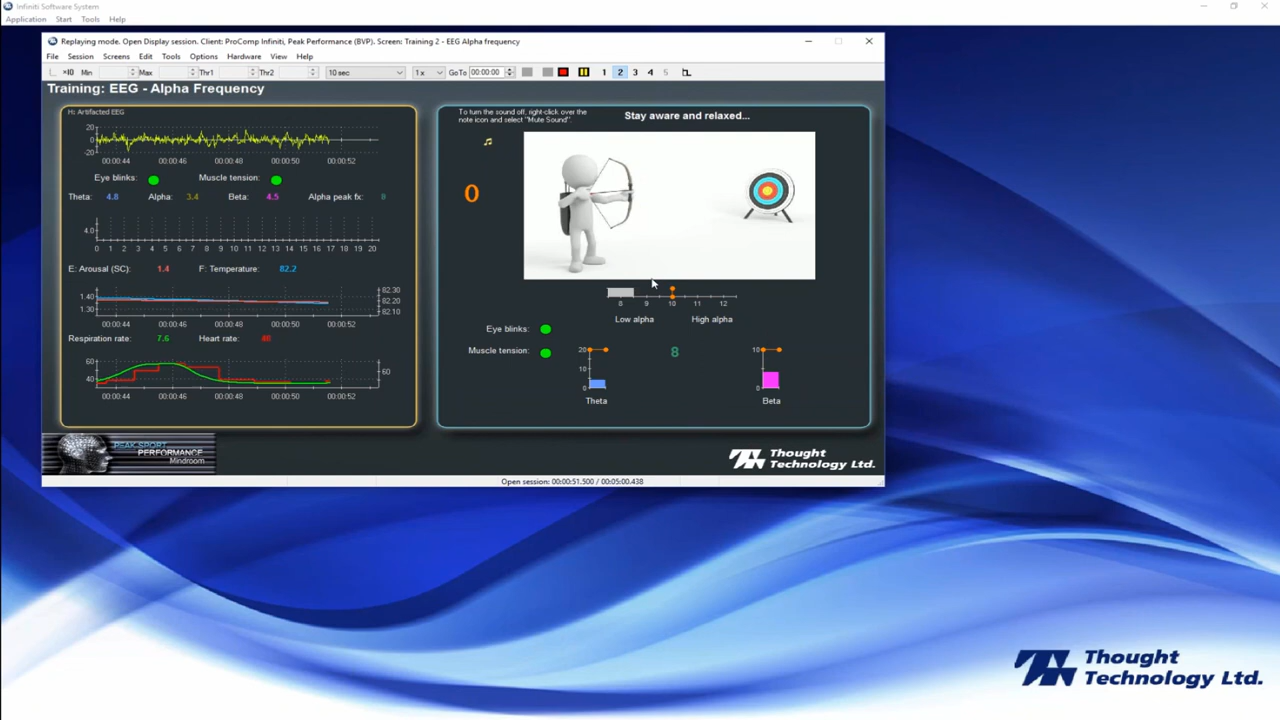 Infiniti Software System
Application Start Tools Help
Replaying mode. Open Display session. Client: ProComp Infiniti, Peak Performance (BVP). Screen: Training 2 - EEG Alpha frequency
File Session Screens Edit Tools Options Hardware View Help
×10 Min Max Thr1 Thr2 10 sec 1 x GoTo 00:00:00 1 2 3 4 5
Training: EEG - Alpha Frequency
H: Artifacted EEG
20
0
-20
00:00:44 00:00:46 00:00:48 00:00:50 00:00:52
Eye blinks: Muscle tension:
Theta: 4.8 Alpha: 3.4 Beta: 4.5 Alpha peak fx:
4.0
0 1 2 3 4 5 6 7 8 9 10 11 12 13 14 15 16 17 18 19 20
E: Arousal (SC): 1.4 F: Temperature: 82.2
1.40
1.30
82.30
82.20
82.10
00:00:44 00:00:46 00:00:48 00:00:50 00:00:52
Respiration rate: 7.6 Heart rate: 40
60
40
60
00:00:44 00:00:46 00:00:48 00:00:50 00:00:52
PEAK-SPORT
PERFORMANCE
Mindroom
To turn the sound off, right-click over the
note icon and select "Mute Sound".
Stay aware and relaxed...
0
8 9 10 11 12
Low alpha High alpha
Eye blinks:
Muscle tension:
8
20
10
0
Theta
10
0
Beta
Thought
Technology Ltd.
Open session: 00:00:51.500 / 00:05:00.438
Thought
Technology Ltd.